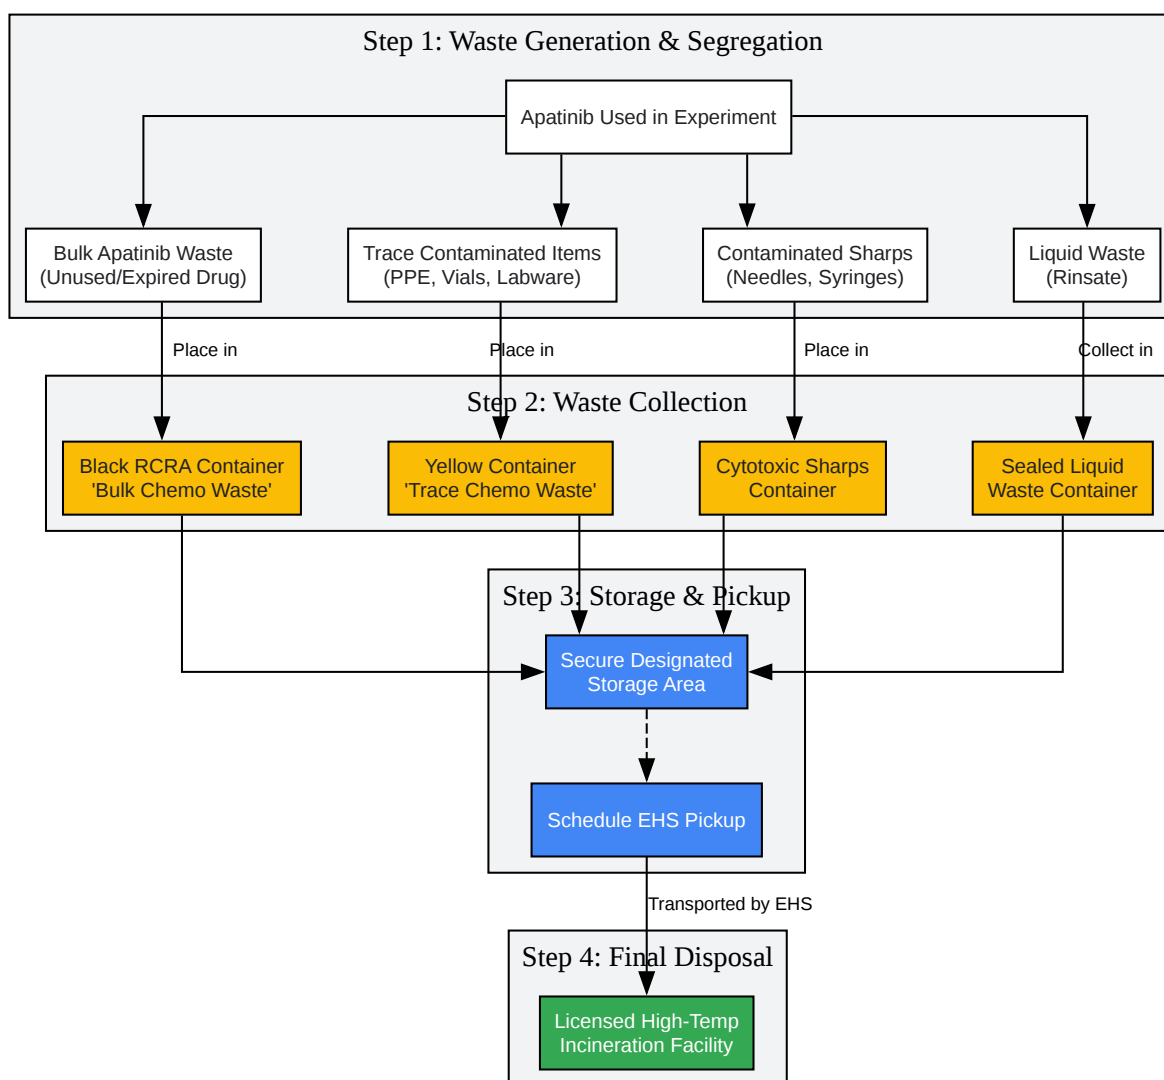 Step 1: Waste Generation & Segregation
Apatinib Used in Experiment
Bulk Apatinib Waste
(Unused/Expired Drug)
Trace Contaminated Items
(PPE, Vials, Labware)
Contaminated Sharps
(Needles, Syringes)
Liquid Waste
(Rinsate)
Place in
Place in
Place in
Collect in
Step 2: Waste Collection
Black RCRA Container
'Bulk Chemo Waste'
Yellow Container
'Trace Chemo Waste'
Cytotoxic Sharps
Container
Sealed Liquid
Waste Container
Step 3: Storage & Pickup
Secure Designated
Storage Area
Schedule EHS Pickup
Transported by EHS
Step 4: Final Disposal
Licensed High-Temp
Incineration Facility